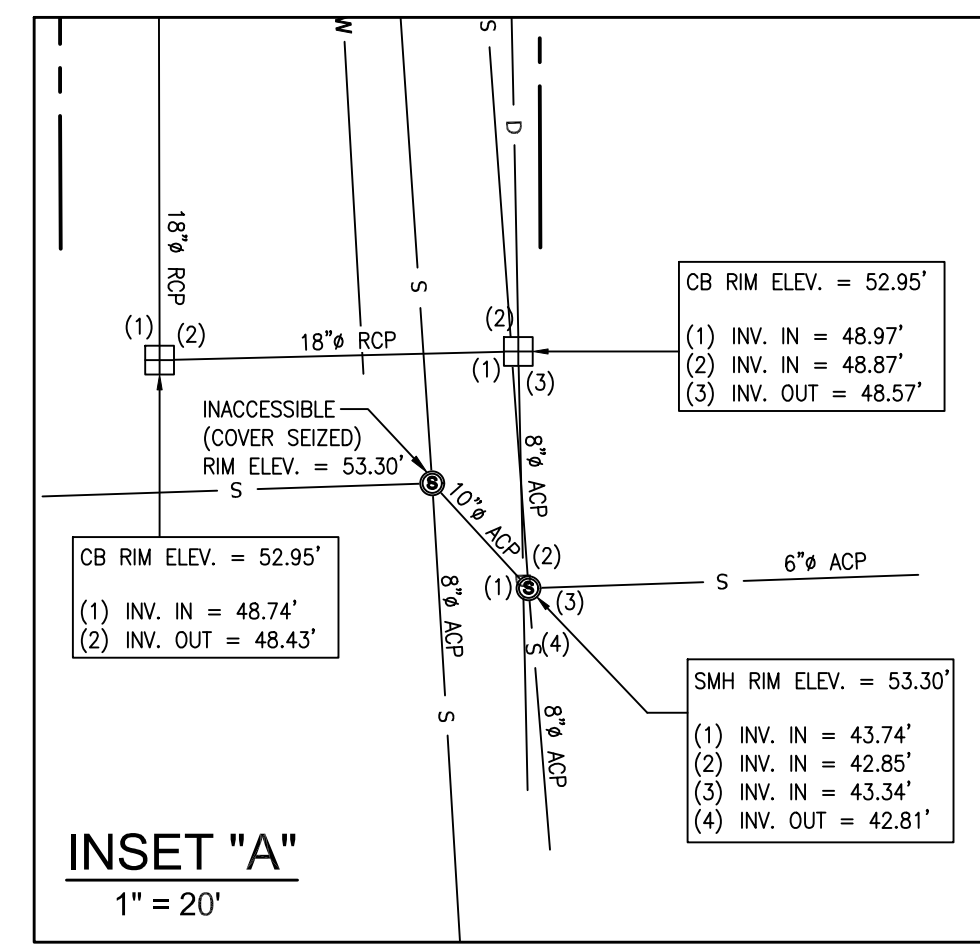 W
S
S
D
18"ø RCP
S
(1) (2)
18"ø RCP
(2)
(1)
(3)
CB RIM ELEV. = 52.95'
(1) INV. IN = 48.97'
(2) INV. IN = 48.87'
(3) INV. OUT = 48.57'
INACCESSIBLE
(COVER SEIZED)
RIM ELEV. = 53.30'
S
S
10"ø ACP
8"ø ACP
CB RIM ELEV. = 52.95'
(1) INV. IN = 48.74'
(2) INV. OUT = 48.43'
8"ø ACP
(2)
(1)
S
(3)
(4)
S
S
6"ø ACP
S
8"ø ACP
SMH RIM ELEV. = 53.30'
(1) INV. IN = 43.74'
(2) INV. IN = 42.85'
(3) INV. IN = 43.34'
(4) INV. OUT = 42.81'
INSET "A"
1" = 20'